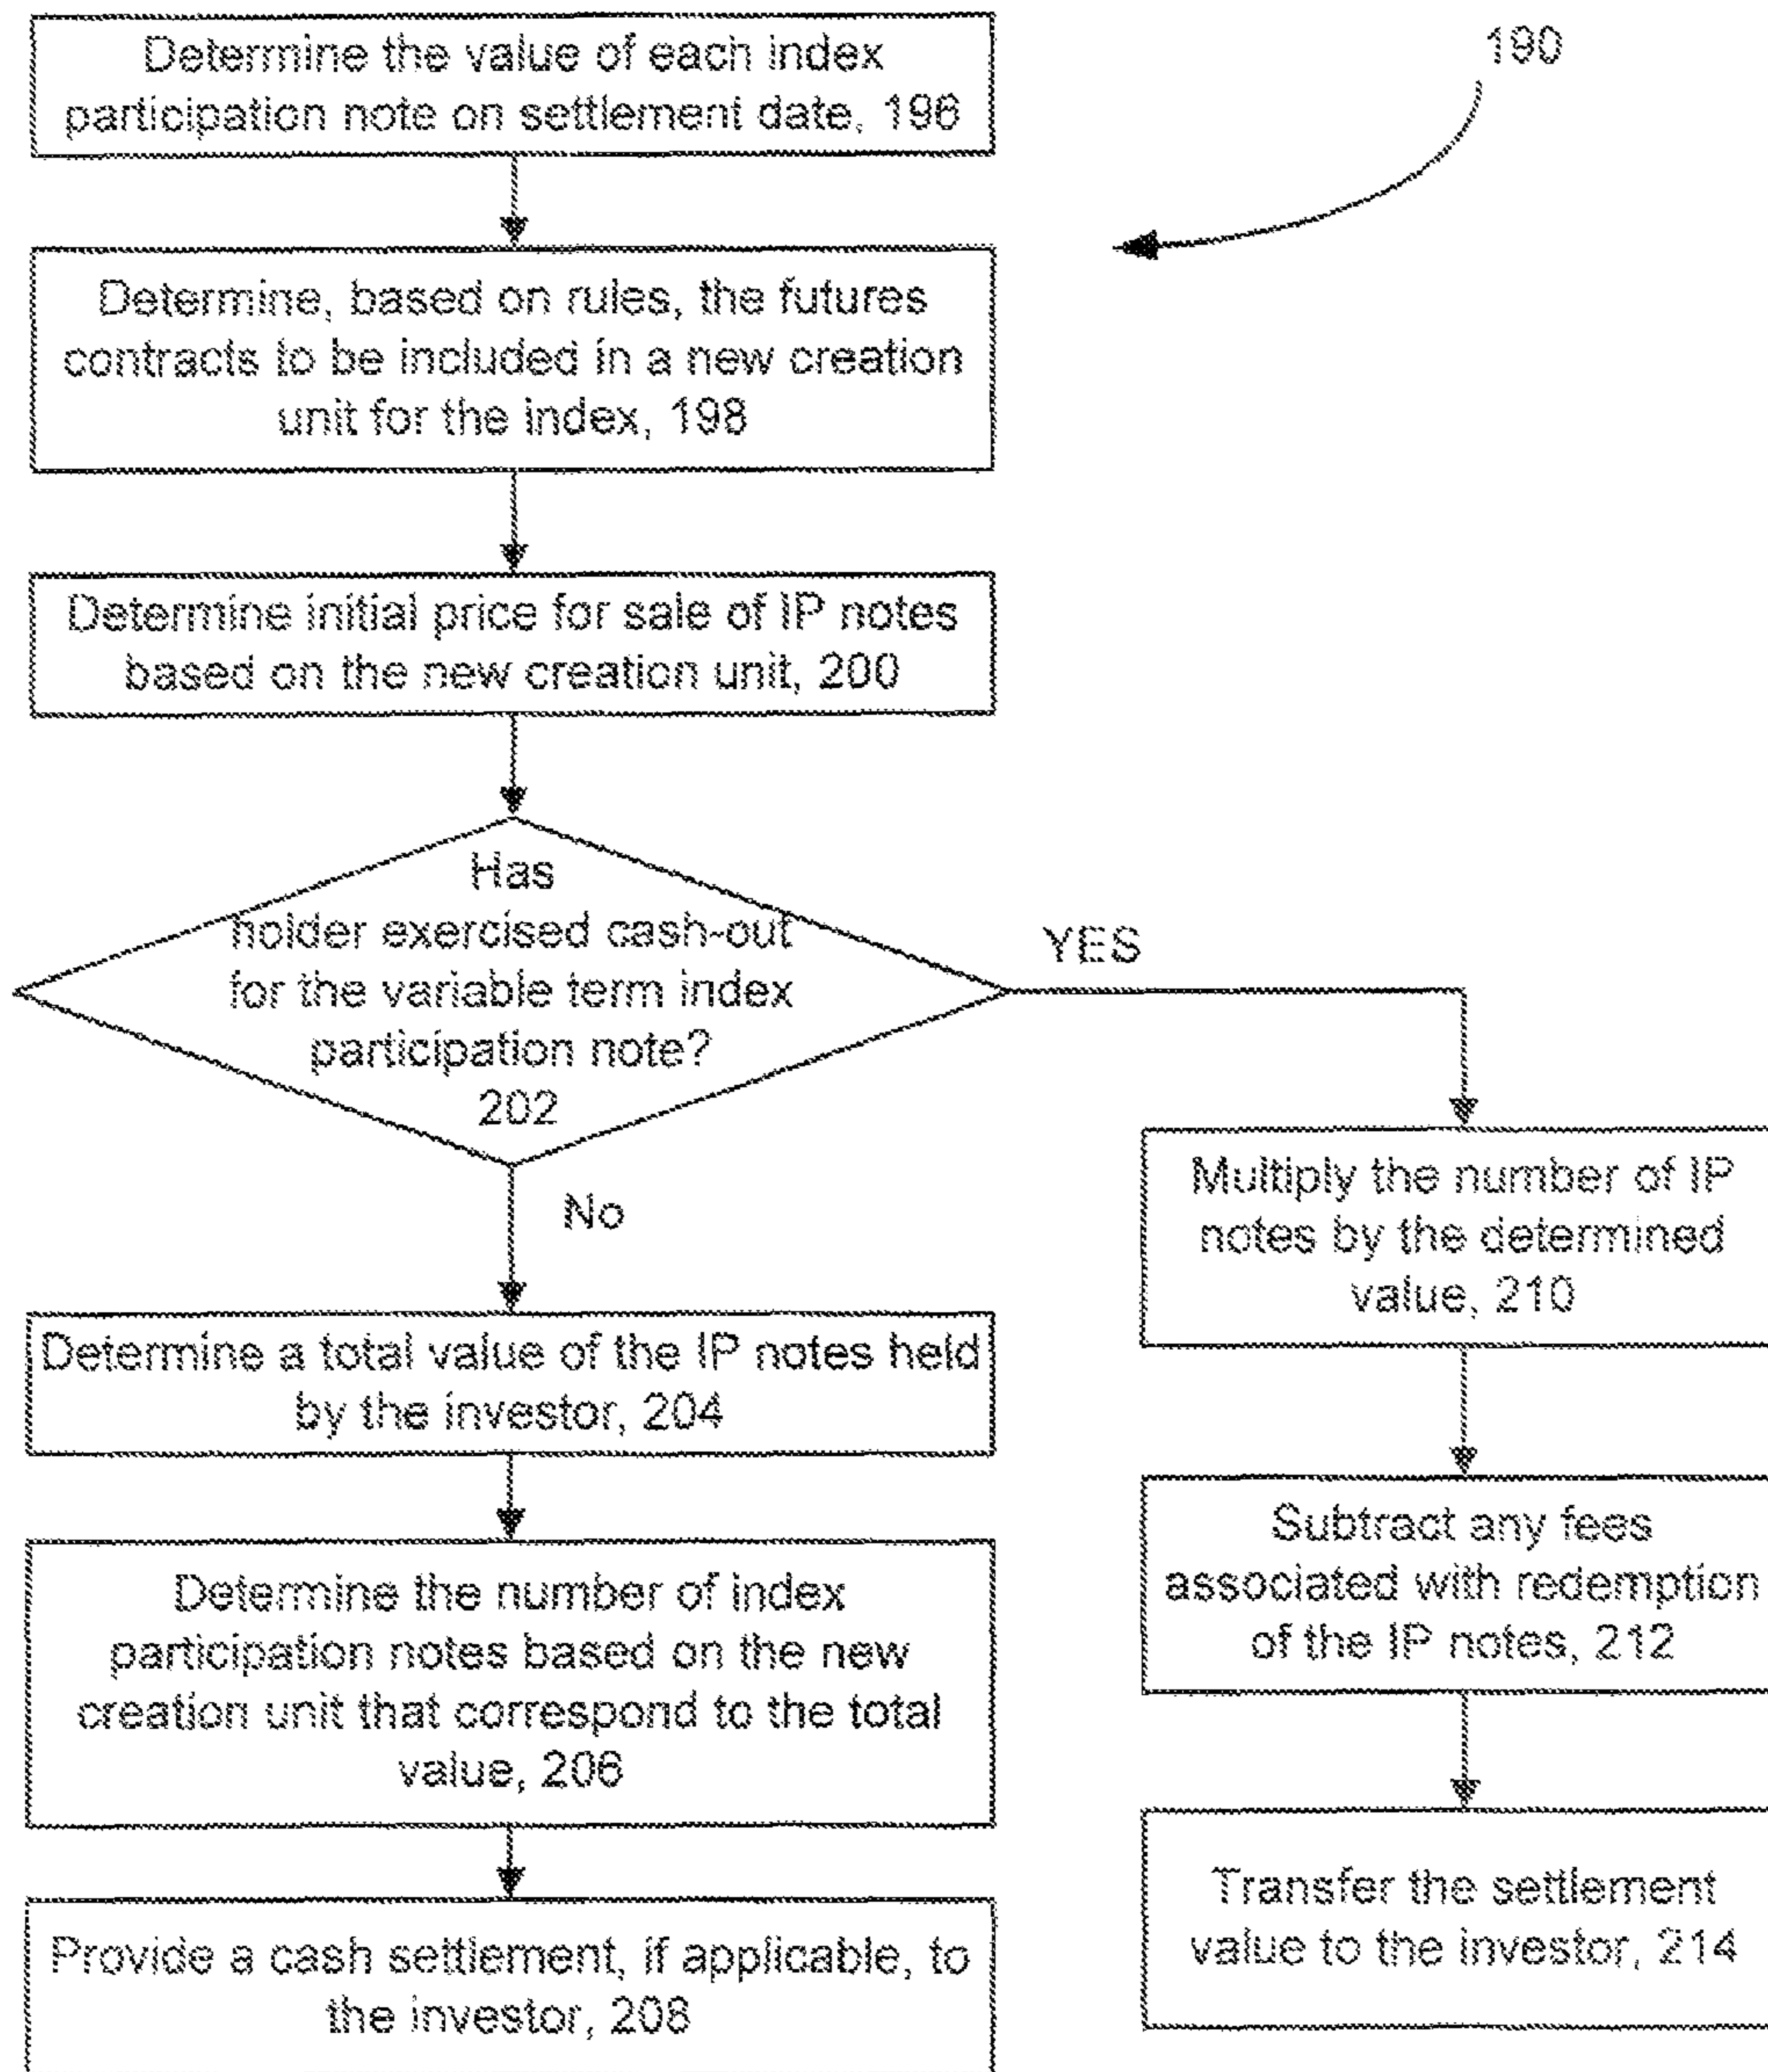 190
Determine the value of each index
participation note on settlement date, 196
Determine, based on rules, the futures
contracts to be included in a new creation
unit for the index, 198
Determine initial price for sale of IP notes
based on the new creation unit, 200
Has
holder exercised cash-out
for the variable term index
participation note?
202
YES
No
Determine a total value of the IP notes held
by the investor, 204
Determine the number of index
participation notes based on the new
creation unit that correspond to the total
value, 206
Provide a cash settlement, if applicable, to
the investor, 208
Multiply the number of IP
notes by the determined
value, 210
Subtract any fees
associated with redemption
of the IP notes, 212
Transfer the settlement
value to the investor, 214